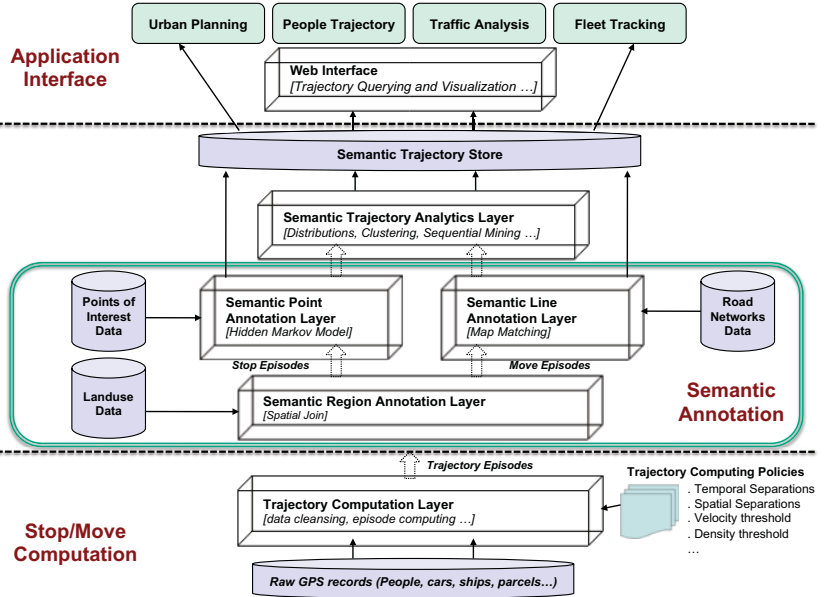 Urban Planning
People Trajectory
Traffic Analysis
Fleet Tracking
Application
Interface
Web Interface
[Trajectory Querying and Visualization …]
Semantic Trajectory Store
Semantic Trajectory Analytics Layer
[Distributions, Clustering, Sequential Mining …]
Points of
Interest
Data
Semantic Point
Annotation Layer
[Hidden Markov Model]
Semantic Line
Annotation Layer
[Map Matching]
Road
Networks
Data
Stop Episodes
Move Episodes
Landuse
Data
Semantic Region Annotation Layer
[Spatial Join]
Semantic
Annotation
Trajectory Episodes
Trajectory Computing Policies
. Temporal Separations
. Spatial Separations
. Velocity threshold
. Density threshold
...
Trajectory Computation Layer
[data cleansing, episode computing …]
Stop/Move
Computation
Raw GPS records (People, cars, ships, parcels…)